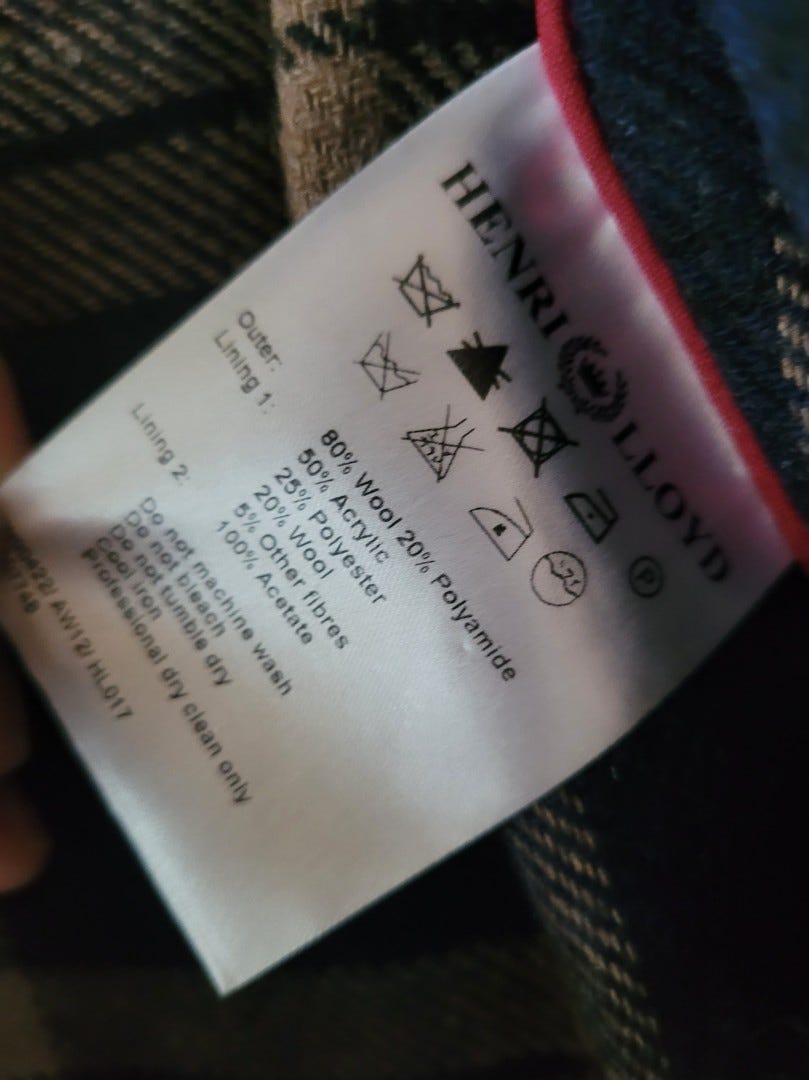 HENRI LLOYD
P
Outer: 80% Wool 20% Polyamide
Lining 1: 50% Acrylic
25% Polyester
20% Wool
5% Other fibres
Lining 2: 100% Acetate
Do not machine wash
Do not bleach
Do not tumble dry
Cool iron
professional dry clean only
AW12/ HL017